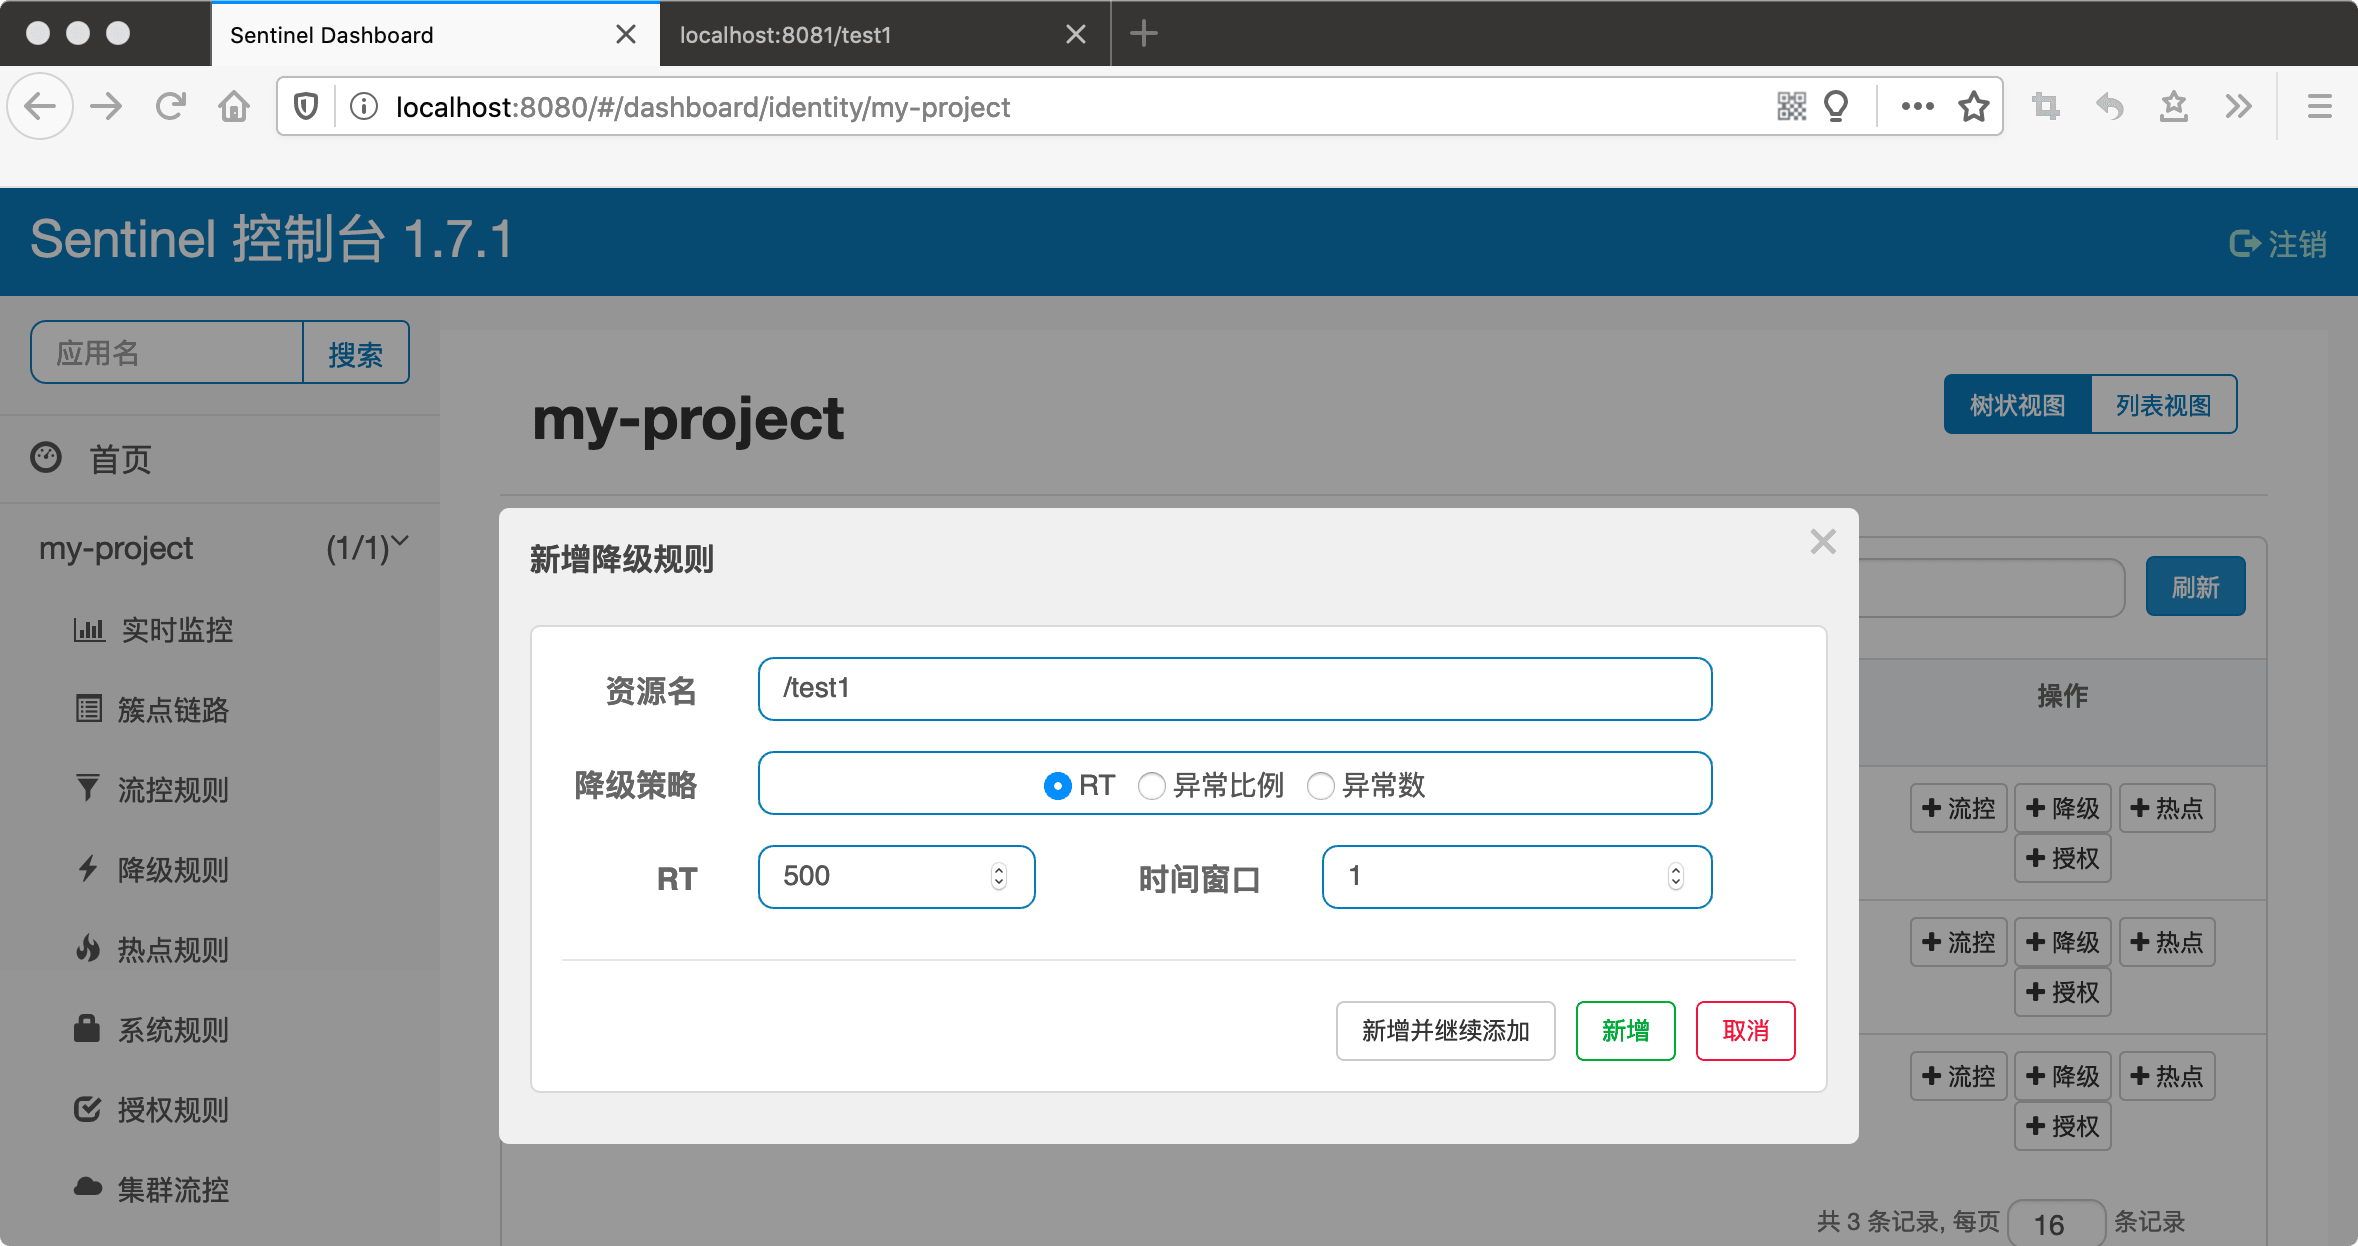 Sentinel Dashboard
localhost:8081/test1
localhost:8080/#/dashboard/identity/my-project
Sentinel 控制台 1.7.1
注销
应用名
搜索
首页
my-project (1/1)
实时监控
簇点链路
流控规则
降级规则
热点规则
系统规则
授权规则
集群流控
my-project
树状视图
列表视图
刷新
操作
新增降级规则
资源名 /test1
降级策略 RT 异常比例 异常数
RT 500 时间窗口 1
新增并继续添加 新增 取消
流控 降级 热点
授权
流控 降级 热点
授权
流控 降级 热点
授权
共 3 条记录, 每页 16 条记录